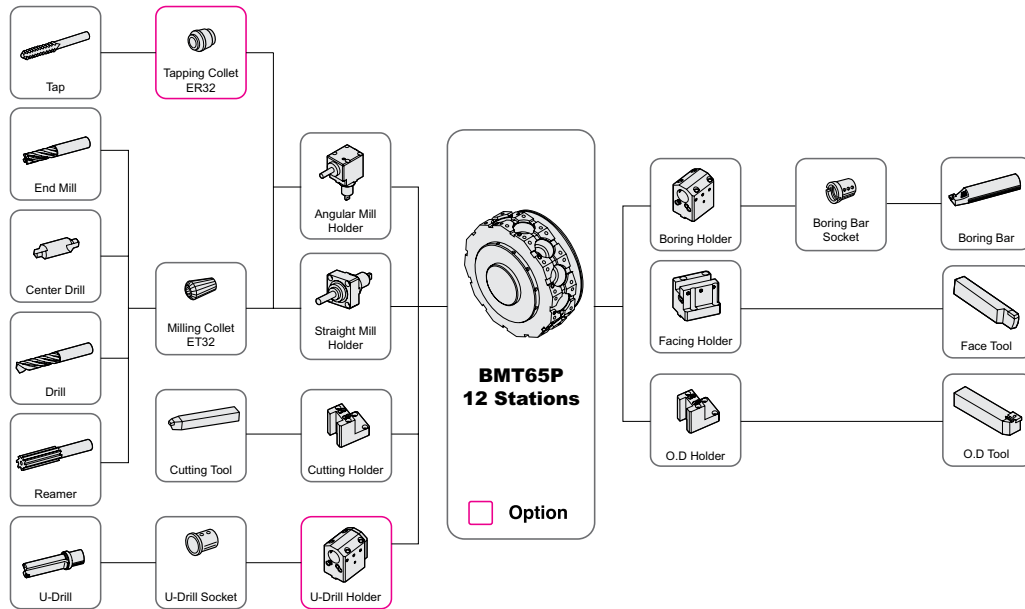 Tap
Tapping Collet
ER32
End Mill
Center Drill
Drill
Reamer
Milling Collet
ET32
Angular Mill
Holder
Straight Mill
Holder
Cutting Tool
Cutting Holder
U-Drill
U-Drill Socket
U-Drill Holder
BMT65P
12 Stations
Option
Boring Holder
Boring Bar
Socket
Boring Bar
Facing Holder
Face Tool
O.D Holder
O.D Tool